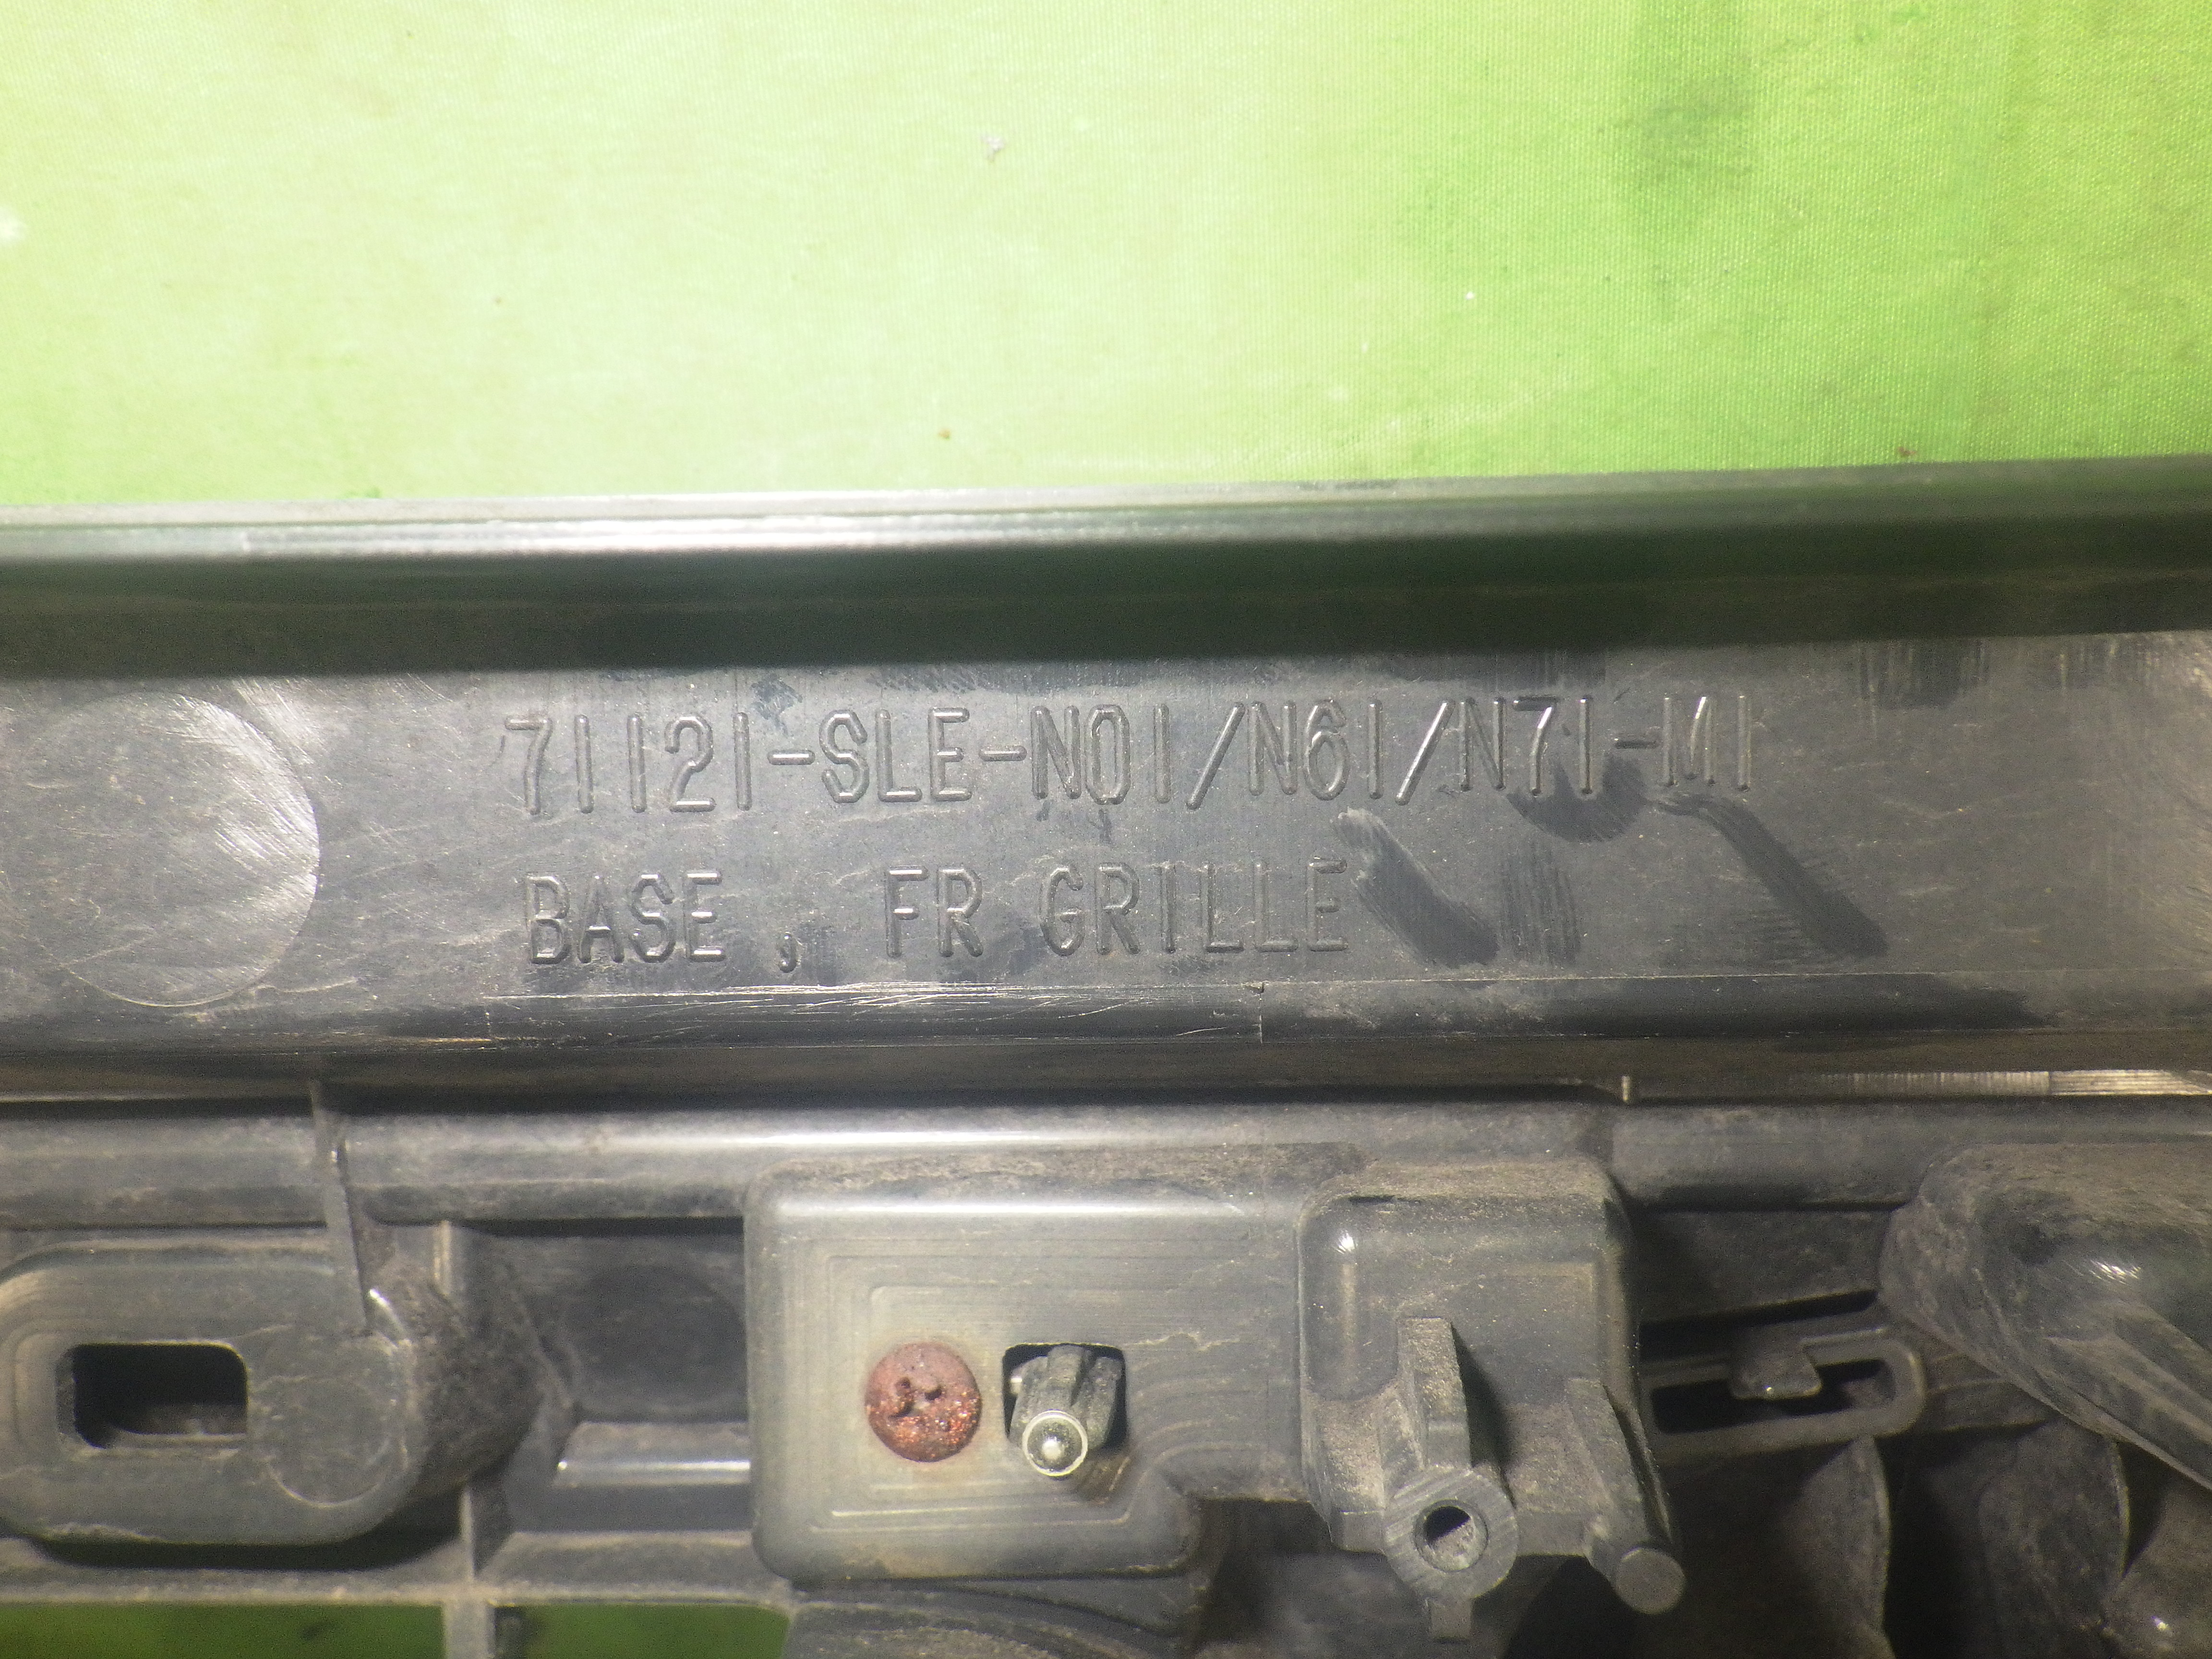 71121-SLE-N01/N61/N71-M1
BASE , FR GRILLE